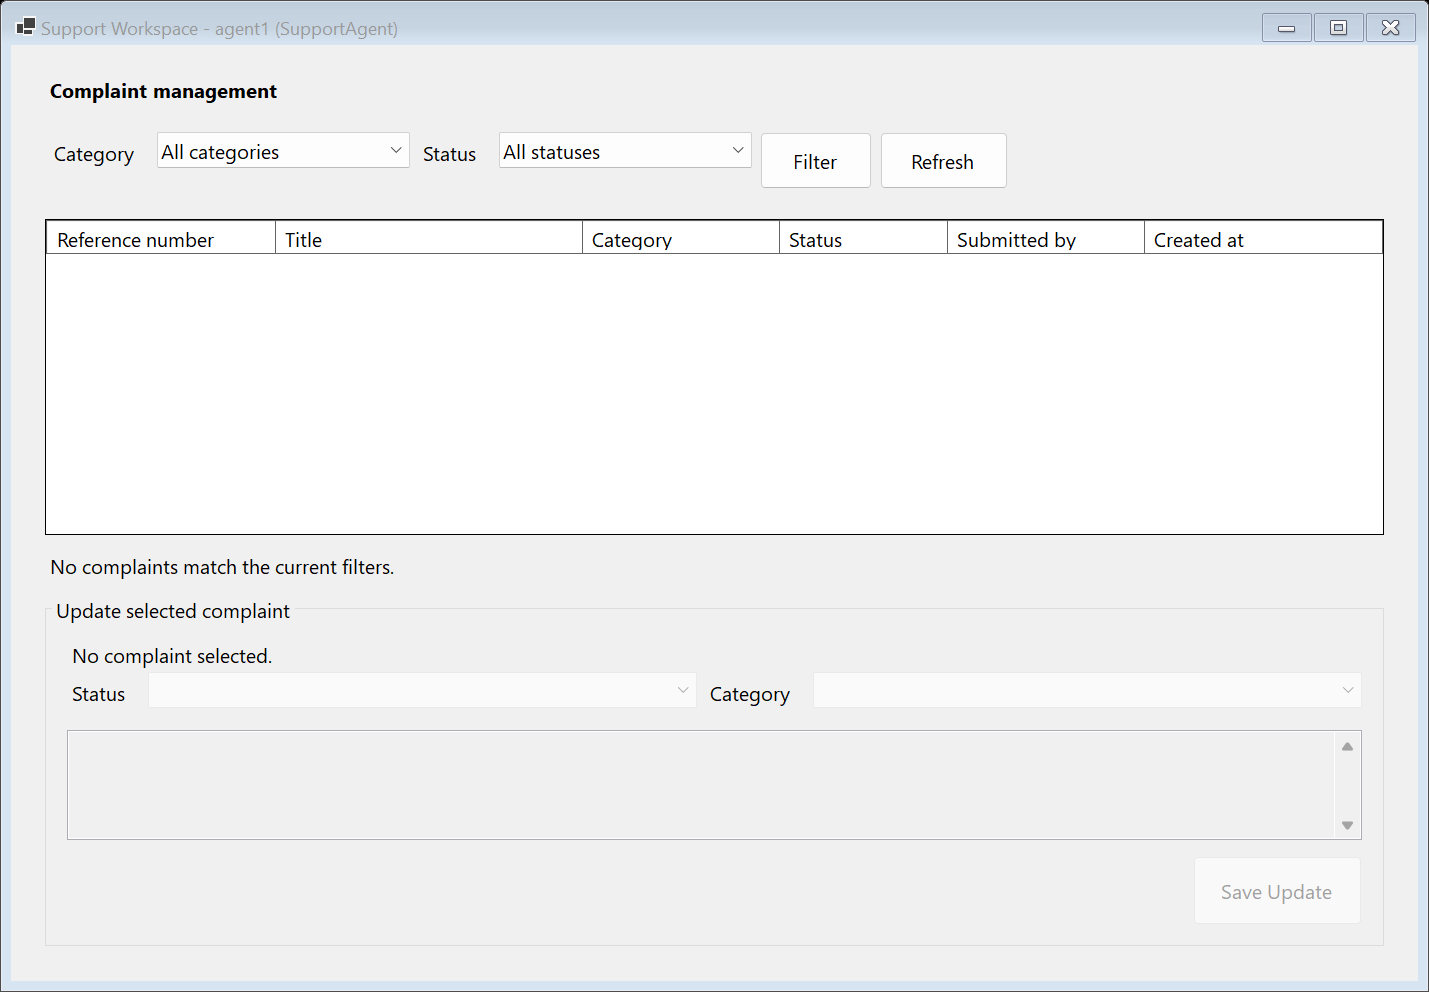 Support Workspace - agent1 (SupportAgent)
Complaint management
Category All categories Status All statuses Filter Refresh
Reference number Title Category Status Submitted by Created at
No complaints match the current filters.
Update selected complaint
No complaint selected.
Status Category
Save Update